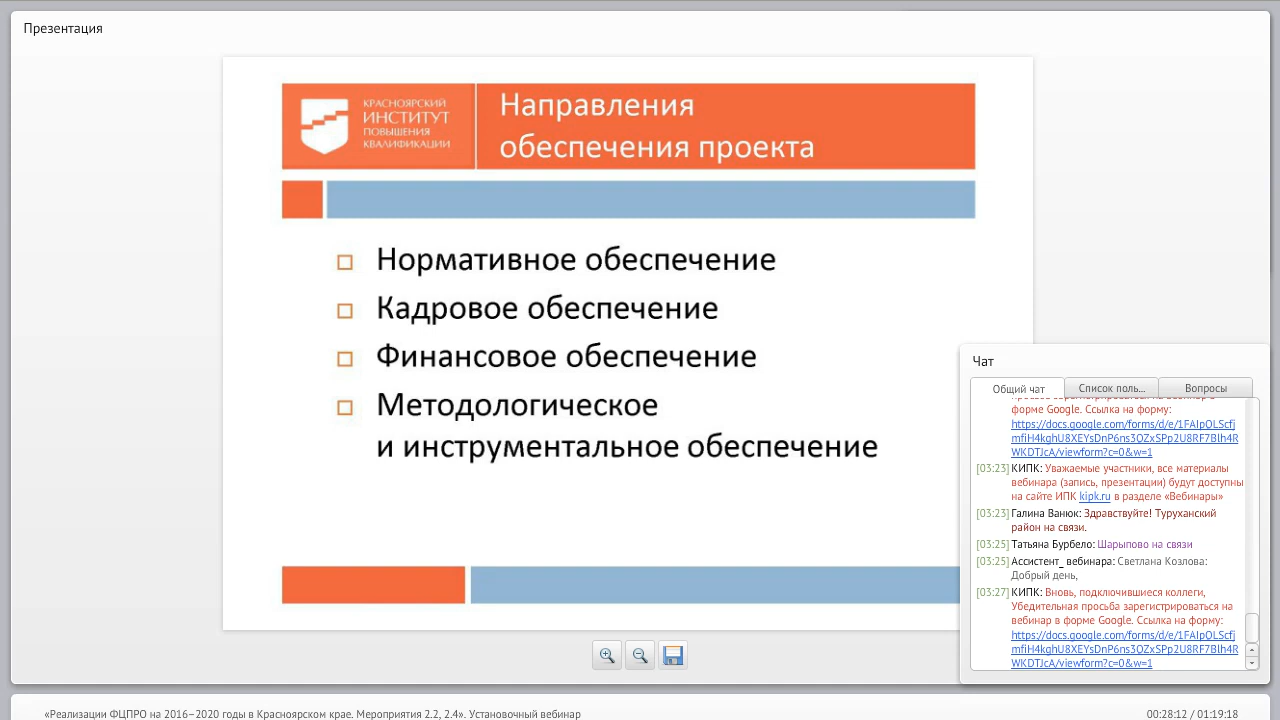 Презентация
КРАСНОЯРСКИЙ
ИНСТИТУТ
ПОВЫШЕНИЯ
КВАЛИФИКАЦИИ
Направления
обеспечения проекта
Нормативное обеспечение
Кадровое обеспечение
Финансовое обеспечение
Методологическое
и инструментальное обеспечение
Чат
Общий чат
Список поль...
Вопросы
форме Google. Ссылка на форму:
https://docs.google.com/forms/d/e/1FAIpQLScfj
mfiH4kghU8XEYsDnP6ns3OZxSPp2U8RF7Blh4R
WKDTJcA/viewform?c=0&w=1
[03:23] КИПК: Уважаемые участники, все материалы
вебинара (запись, презентации) будут доступны
на сайте ИПК kipk.ru в разделе «Вебинары»
[03:23] Галина Ванюк: Здравствуйте! Туруханский
район на связи.
[03:25] Татьяна Бурбело: Шарыпово на связи
[03:25] Ассистент_ вебинара: Светлана Козлова:
Добрый день,
[03:27] КИПК: Вновь, подключившиеся коллеги,
Убедительная просьба зарегистрироваться на
вебинар в форме Google. Ссылка на форму:
https://docs.google.com/forms/d/e/1FAIpQLScfj
mfiH4kghU8XEYsDnP6ns3OZxSPp2U8RF7Blh4R
WKDTJcA/viewform?c=0&w=1
«Реализации ФЦПРО на 2016–2020 годы в Красноярском крае. Мероприятия 2.2, 2.4». Установочный вебинар
00:28:12 / 01:19:18